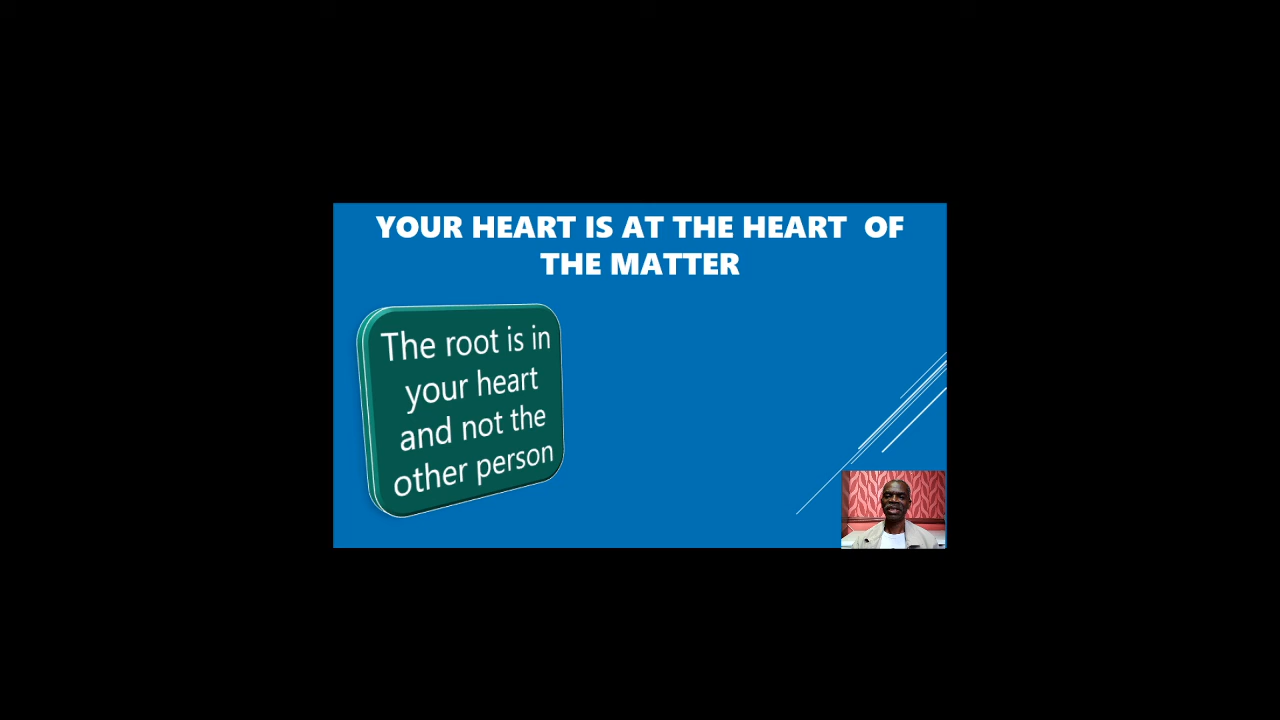 YOUR HEART IS AT THE HEART OF
THE MATTER
The root is in
your heart
and not the
other person